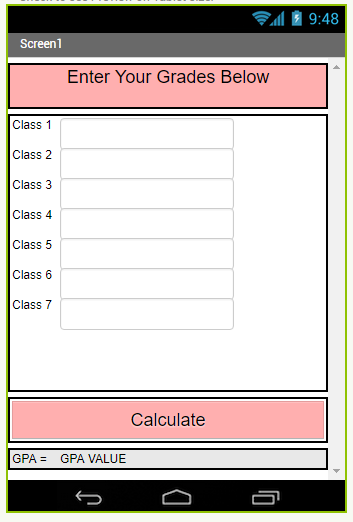 9:48
Screen1
Enter Your Grades Below
Class 1
Class 2
Class 3
Class 4
Class 5
Class 6
Class 7
Calculate
GPA = GPA VALUE